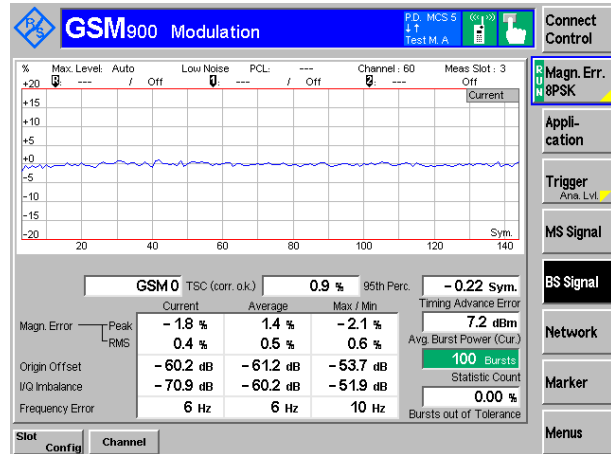 R&S GSM900 Modulation P.D. MCS 5
↓↑
Test M. A
Connect
Control
% Max. Level: Auto Low Noise PCL: --- Channel : 60 Meas Slot : 3
+20 1: --- / Off 1: --- / Off 2: --- Off
Current
RUN Magn. Err.
8PSK
+15
+10
+5
+0
-5
-10
-15
-20 Sym.
20 40 60 80 100 120 140
Appli-
cation
Trigger
Ana. Lvl.
MS Signal
BS Signal
Network
Marker
Menus
GSM 0 TSC (corr. o.k.) 0.9 % 95th Perc. – 0.22 Sym.
Timing Advance Error
Current Average Max / Min
Magn. Error Peak – 1.8 % 1.4 % – 2.1 % 7.2 dBm
RMS 0.4 % 0.5 % 0.6 % Avg. Burst Power (Cur.)
Origin Offset – 60.2 dB – 61.2 dB – 53.7 dB 100 Bursts
Statistic Count
I/Q Imbalance – 70.9 dB – 60.2 dB – 51.9 dB 0.00 %
Frequency Error 6 Hz 6 Hz 10 Hz Bursts out of Tolerance
Slot
Config
Channel